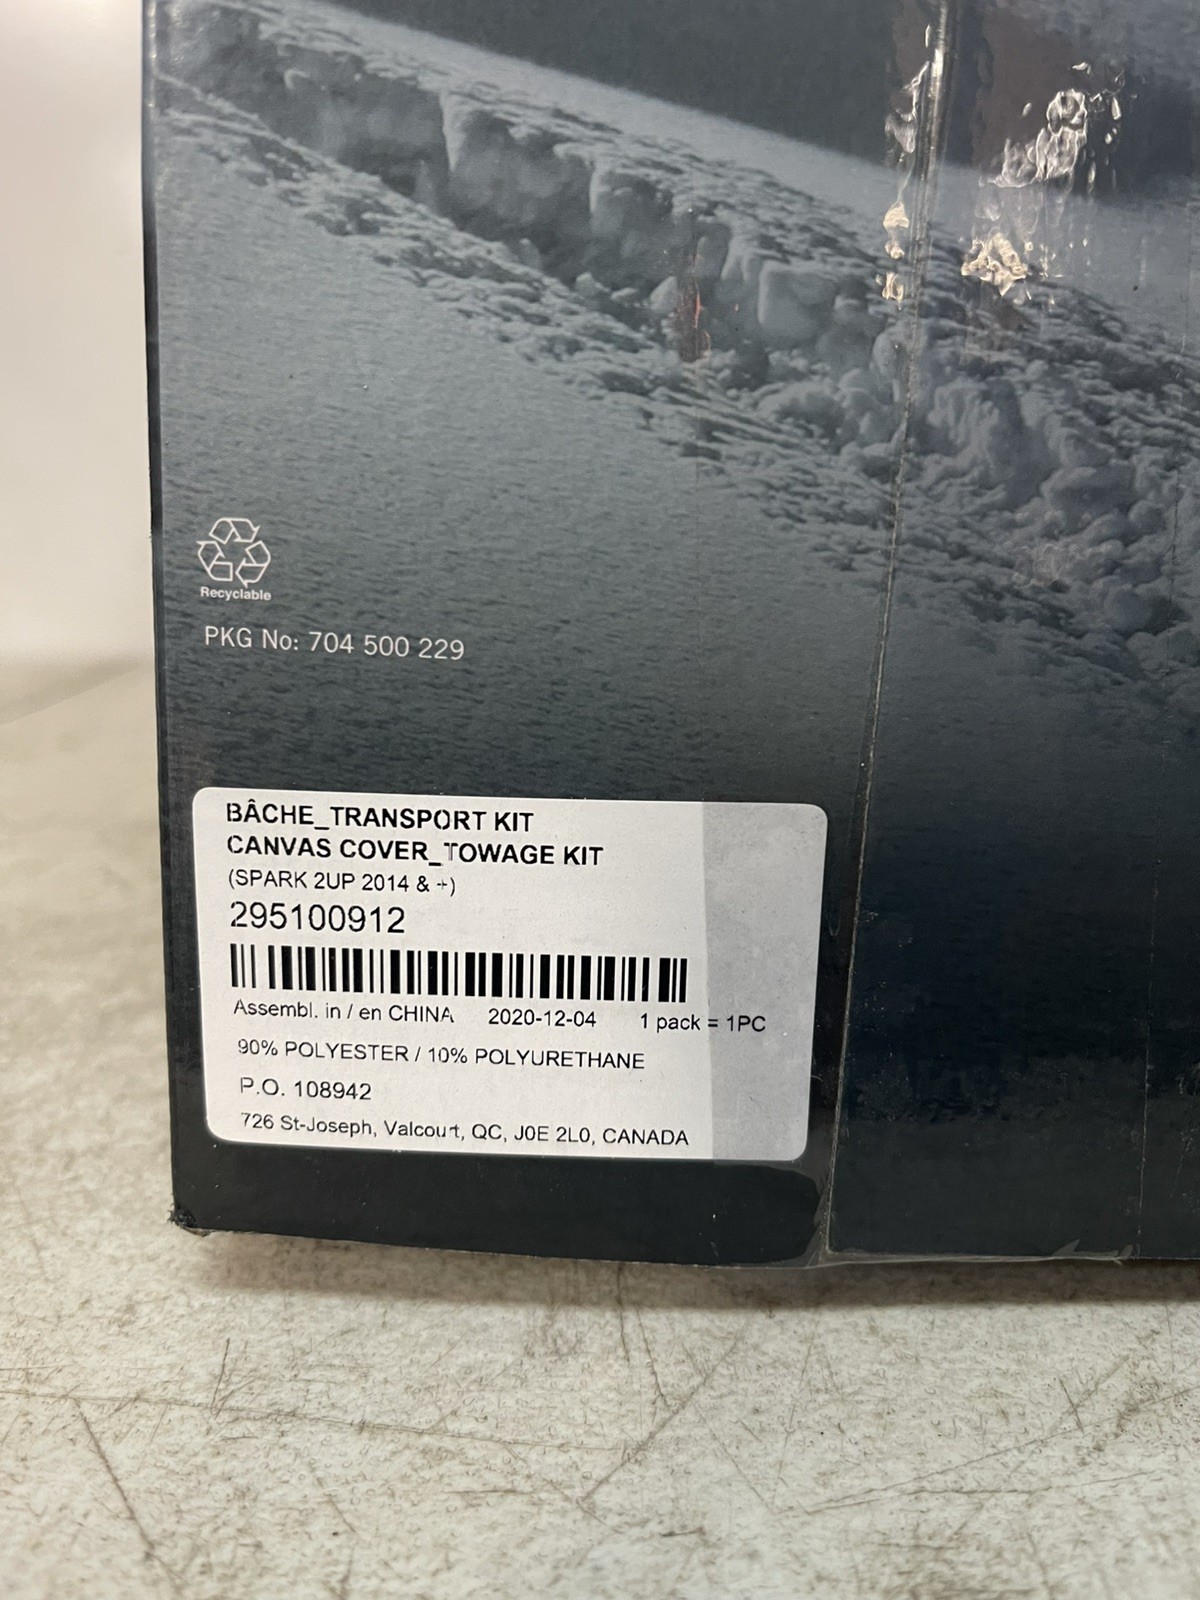 Recyclable
PKG No: 704 500 229
BÂCHE_TRANSPORT KIT
CANVAS COVER_TOWAGE KIT
(SPARK 2UP 2014 & +)
295100912
Assembl. in / en CHINA 2020-12-04 1 pack = 1PC
90% POLYESTER / 10% POLYURETHANE
P.O. 108942
726 St-Joseph, Valcourt, QC, J0E 2L0, CANADA